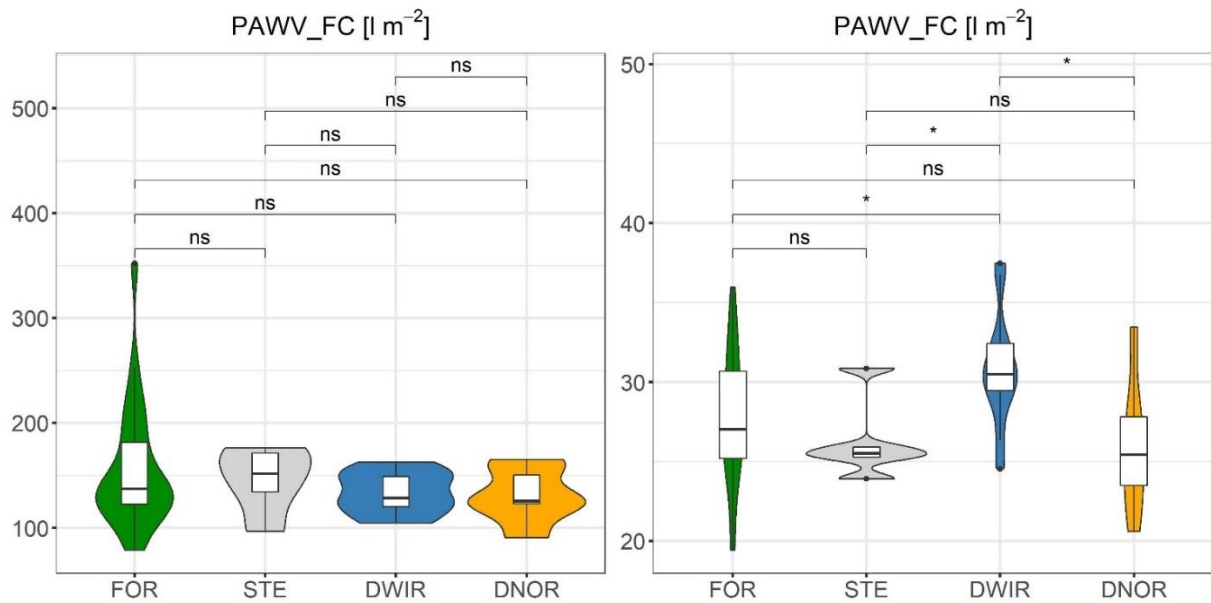 PAWV_FC [l m⁻²]
500
400
300
200
100
ns
ns
ns
ns
ns
ns
FOR STE DWIR DNOR
PAWV_FC [l m⁻²]
50
40
30
20
*
ns
*
ns
*
ns
FOR STE DWIR DNOR